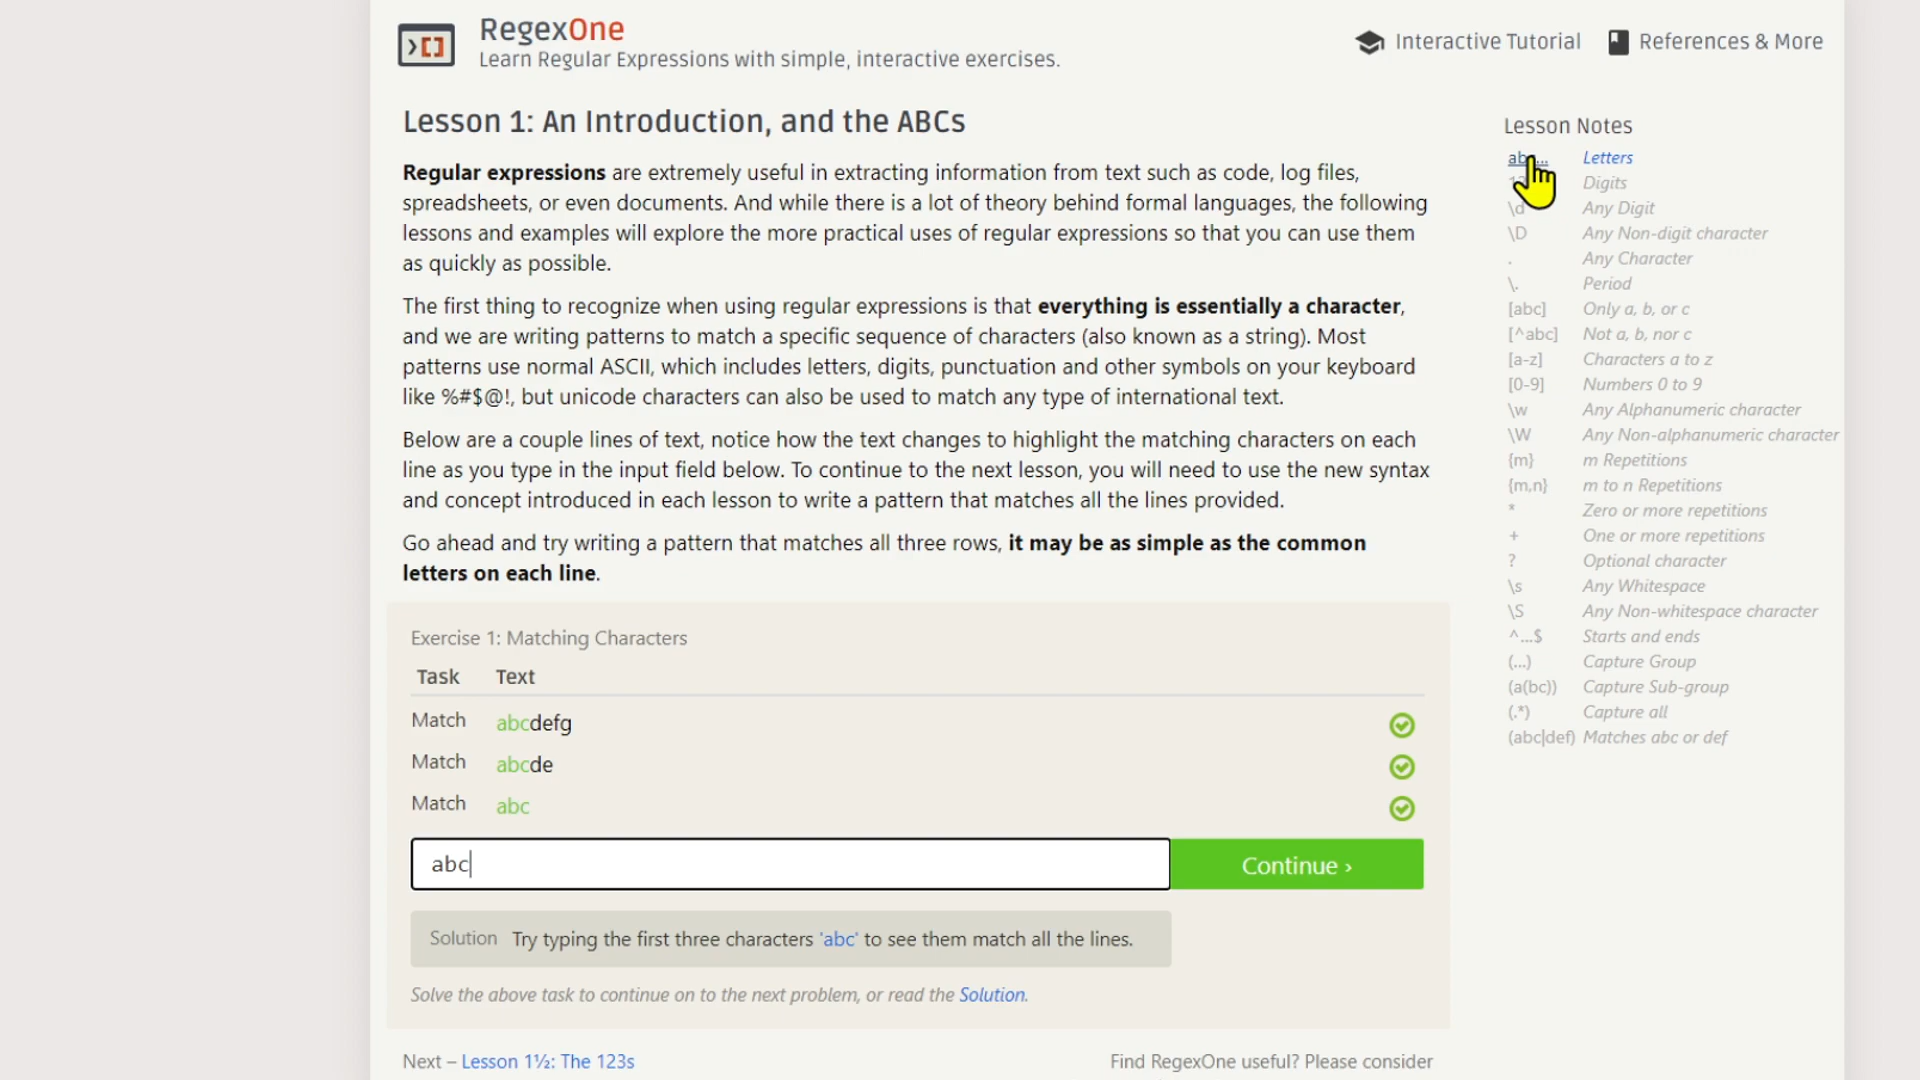 RegexOne
Learn Regular Expressions with simple, interactive exercises.
Interactive Tutorial
References & More
Lesson 1: An Introduction, and the ABCs
Regular expressions are extremely useful in extracting information from text such as code, log files,
spreadsheets, or even documents. And while there is a lot of theory behind formal languages, the following
lessons and examples will explore the more practical uses of regular expressions so that you can use them
as quickly as possible.
The first thing to recognize when using regular expressions is that everything is essentially a character,
and we are writing patterns to match a specific sequence of characters (also known as a string). Most
patterns use normal ASCII, which includes letters, digits, punctuation and other symbols on your keyboard
like %#$@!, but unicode characters can also be used to match any type of international text.
Below are a couple lines of text, notice how the text changes to highlight the matching characters on each
line as you type in the input field below. To continue to the next lesson, you will need to use the new syntax
and concept introduced in each lesson to write a pattern that matches all the lines provided.
Go ahead and try writing a pattern that matches all three rows, it may be as simple as the common
letters on each line.
Exercise 1: Matching Characters
Task Text
Match abcdefg
Match abcde
Match abc
abc
Continue ›
Solution Try typing the first three characters 'abc' to see them match all the lines.
Solve the above task to continue on to the next problem, or read the Solution.
Next – Lesson 1½: The 123s
Find RegexOne useful? Please consider
Lesson Notes
Letters
Digits
\d Any Digit
\D Any Non-digit character
. Any Character
\. Period
[abc] Only a, b, or c
[^abc] Not a, b, nor c
[a-z] Characters a to z
[0-9] Numbers 0 to 9
\w Any Alphanumeric character
\W Any Non-alphanumeric character
{m} m Repetitions
{m,n} m to n Repetitions
* Zero or more repetitions
+ One or more repetitions
? Optional character
\s Any Whitespace
\S Any Non-whitespace character
^...$ Starts and ends
(...) Capture Group
(a(bc)) Capture Sub-group
(.*) Capture all
(abc|def) Matches abc or def